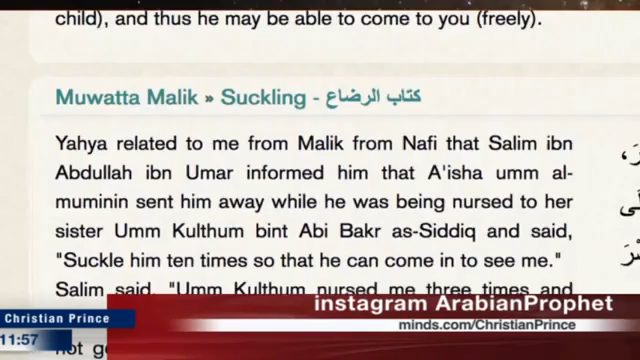 child), and thus he may be able to come to you (freely).
Muwatta Malik » Suckling - كتاب الرضاع
Yahya related to me from Malik from Nafi that Salim ibn
Abdullah ibn Umar informed him that A'isha umm al-
muminin sent him away while he was being nursed to her
sister Umm Kulthum bint Abi Bakr as-Siddiq and said,
"Suckle him ten times so that he can come in to see me."
Salim said, "Umm Kulthum nursed me three times and
instagram ArabianProphet
Christian Prince
minds.com/ChristianPrince
11:57
not